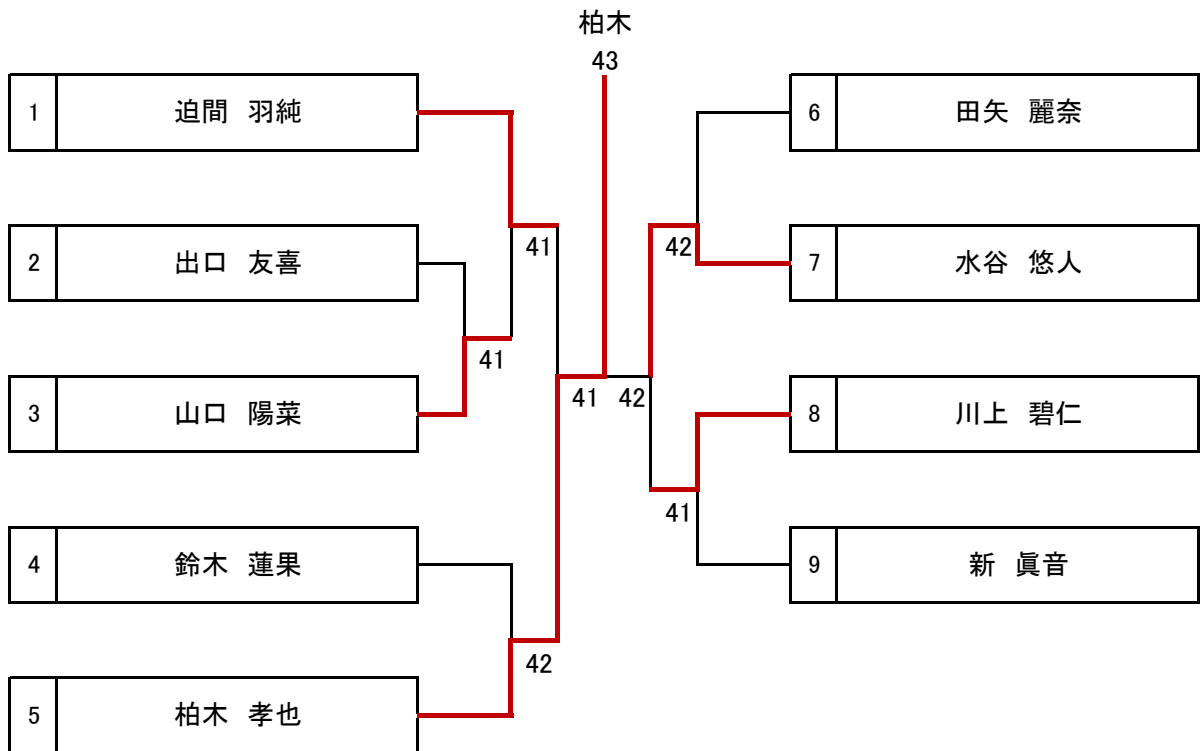 柏木
43
1 迫間 羽純
6 田矢 麗奈
41
42
2 出口 友喜
7 水谷 悠人
41
41
42
3 山口 陽菜
8 川上 碧仁
41
4 鈴木 蓮果
9 新 眞音
42
5 柏木 孝也